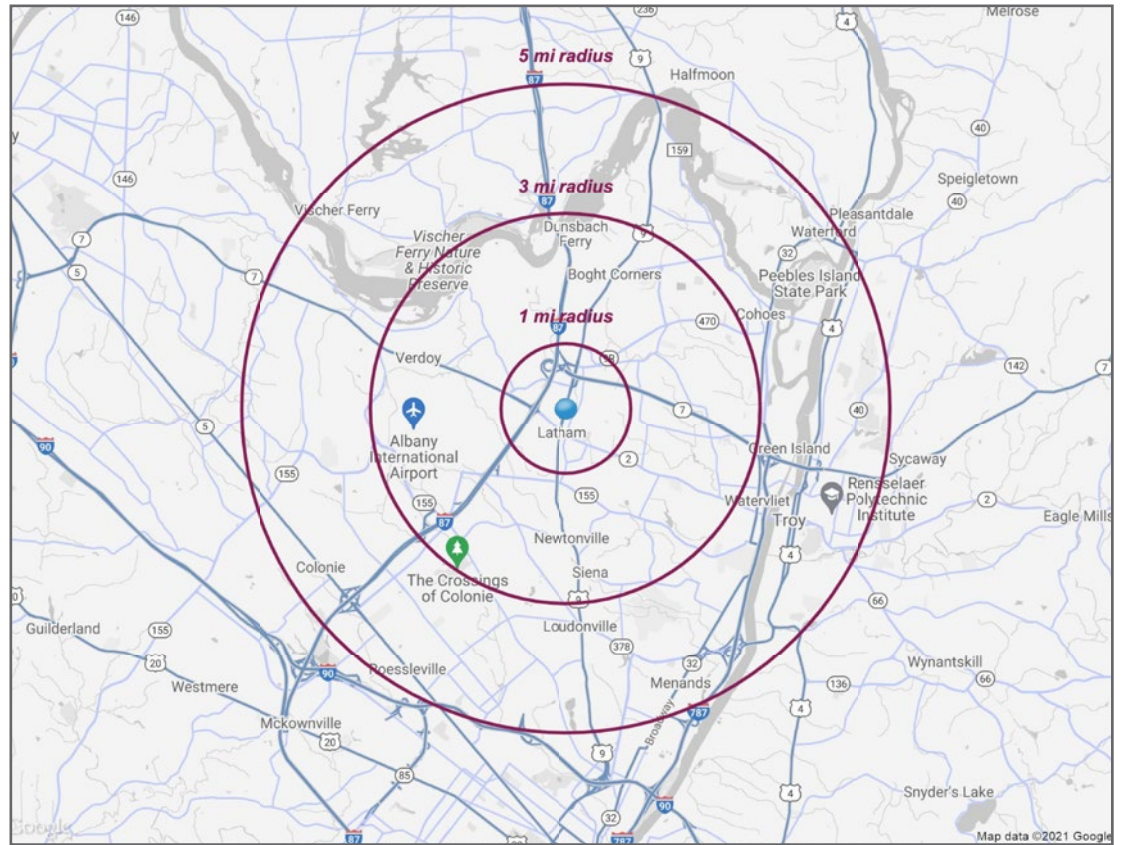 146
236
Melrose
4
5 mi radius
9
87
Halfmoon
40
159
146
Speigletown
3 mi radius
40
87
Vischer Ferry
Pleasantdale
Dunsbach
Ferry
9
Waterford
7
Vischer
Ferry Nature
& Historic
Preserve
32
5
7
Boght Corners
Peebles Island
State Park
1 mi radius
Cohoes
470
87
4
Verdoy
142
7
Albany
International
Airport
7
40
5
Latham
90
Green Island
2
Sycaway
155
Rensselaer
Polytechnic
Institute
155
155
Watervliet
2
87
Troy
Eagle Mills
Newtonville
4
Colonie
The Crossings
of Colonie
Siena
9
66
Guilderland
155
Loudonville
378
20
32
Wynantskill
90
Roessleville
66
Westmere
Menands
136
4
787
Mckownville
20
Broadway
9
85
4
Snyder's Lake
90
32
Google
87
787
Map data ©2021 Google